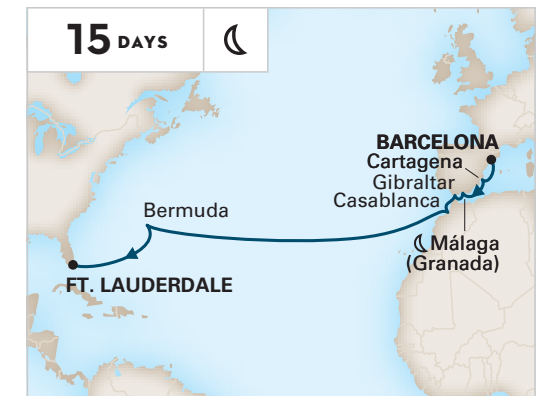 15 DAYS
BARCELONA
Cartagena
Gibraltar
Casablanca
Bermuda
Málaga
(Granada)
FT. LAUDERDALE